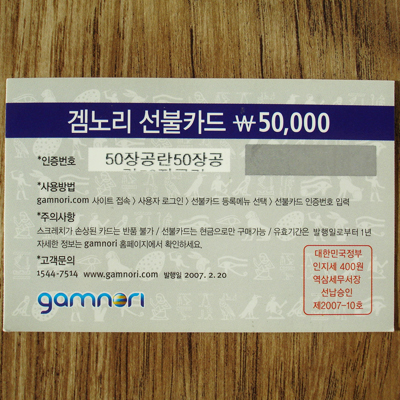 겜노리 선불카드 ₩50,000
*인증번호 50장공란50장공
*사용방법
gamnori.com 사이트 접속 > 사용자 로그인 > 선불카드 등록메뉴 선택 > 선불카드 인증번호 입력
*주의사항
스크레치가 손상된 카드는 반품 불가 / 선불카드는 현금으로만 구매가능 / 유효기간은 발행일로부터 1년
자세한 정보는 gamnori 홈페이지에서 확인하세요.
*고객문의
1544-7514 www.gamnori.com 발행일 2007. 2. 20
gamnori
대한민국정부
인지세 400원
역삼세무서장
선납승인
제2007-10호